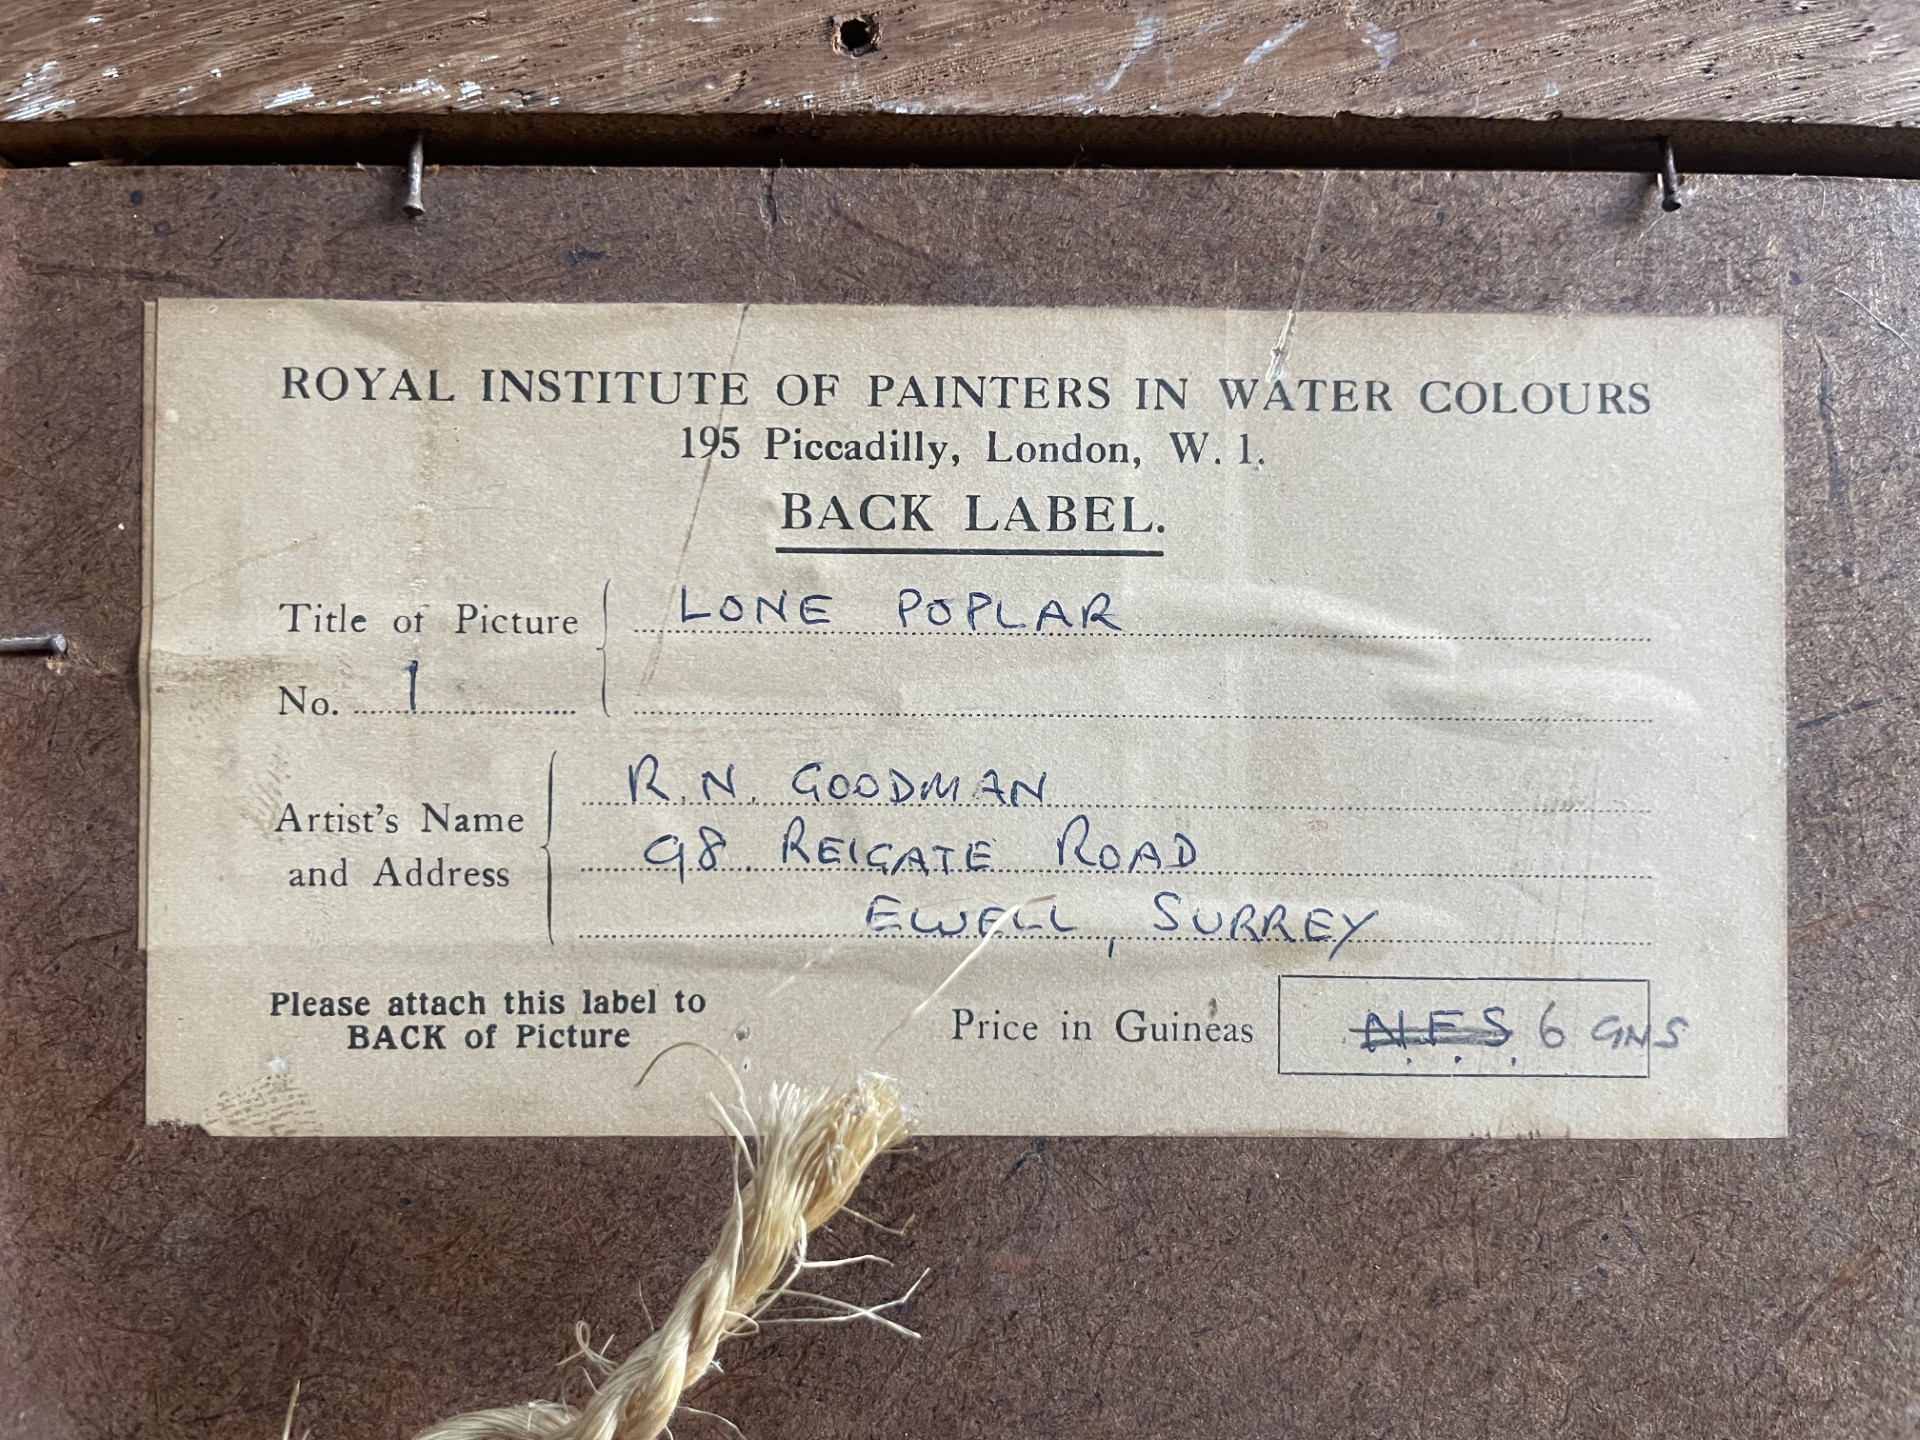 ROYAL INSTITUTE OF PAINTERS IN WATER COLOURS
195 Piccadilly, London, W. 1.
BACK LABEL.
Title of Picture LONE POPLAR
No. 1
Artist's Name and Address
R. N. GOODMAN
98. REIGATE ROAD
EWELL, SURREY
Please attach this label to
BACK of Picture
Price in Guineas N.F.S. 6 GNS